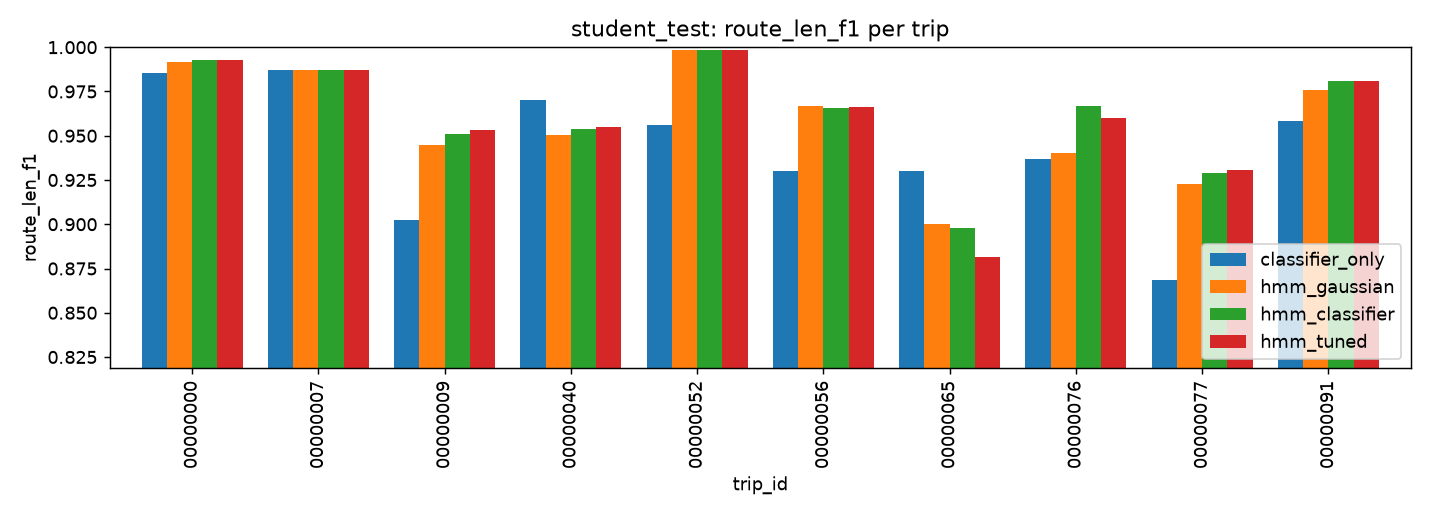 student_test: route_len_f1 per trip
route_len_f1
1.000
0.975
0.950
0.925
0.900
0.875
0.850
0.825
classifier_only
hmm_gaussian
hmm_classifier
hmm_tuned
00000000
00000007
00000009
00000040
00000052
00000056
00000065
00000076
00000077
00000091
trip_id